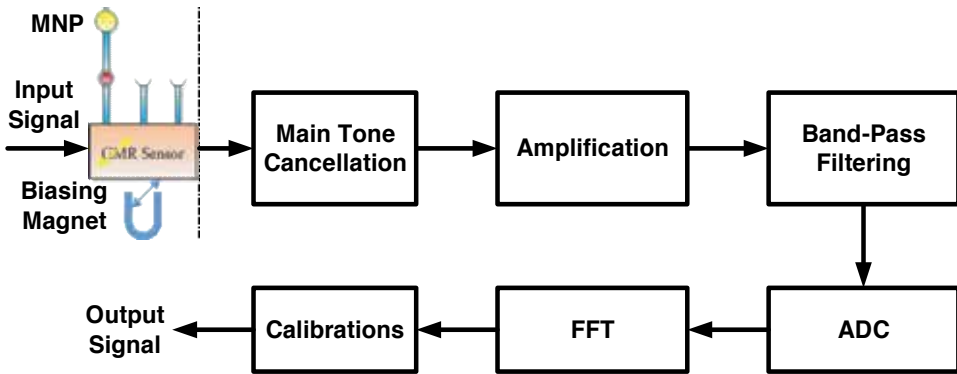 MNP
Input
Signal
GMR Sensor
Biasing
Magnet
Main Tone
Cancellation
Amplification
Band-Pass
Filtering
ADC
FFT
Calibrations
Output
Signal